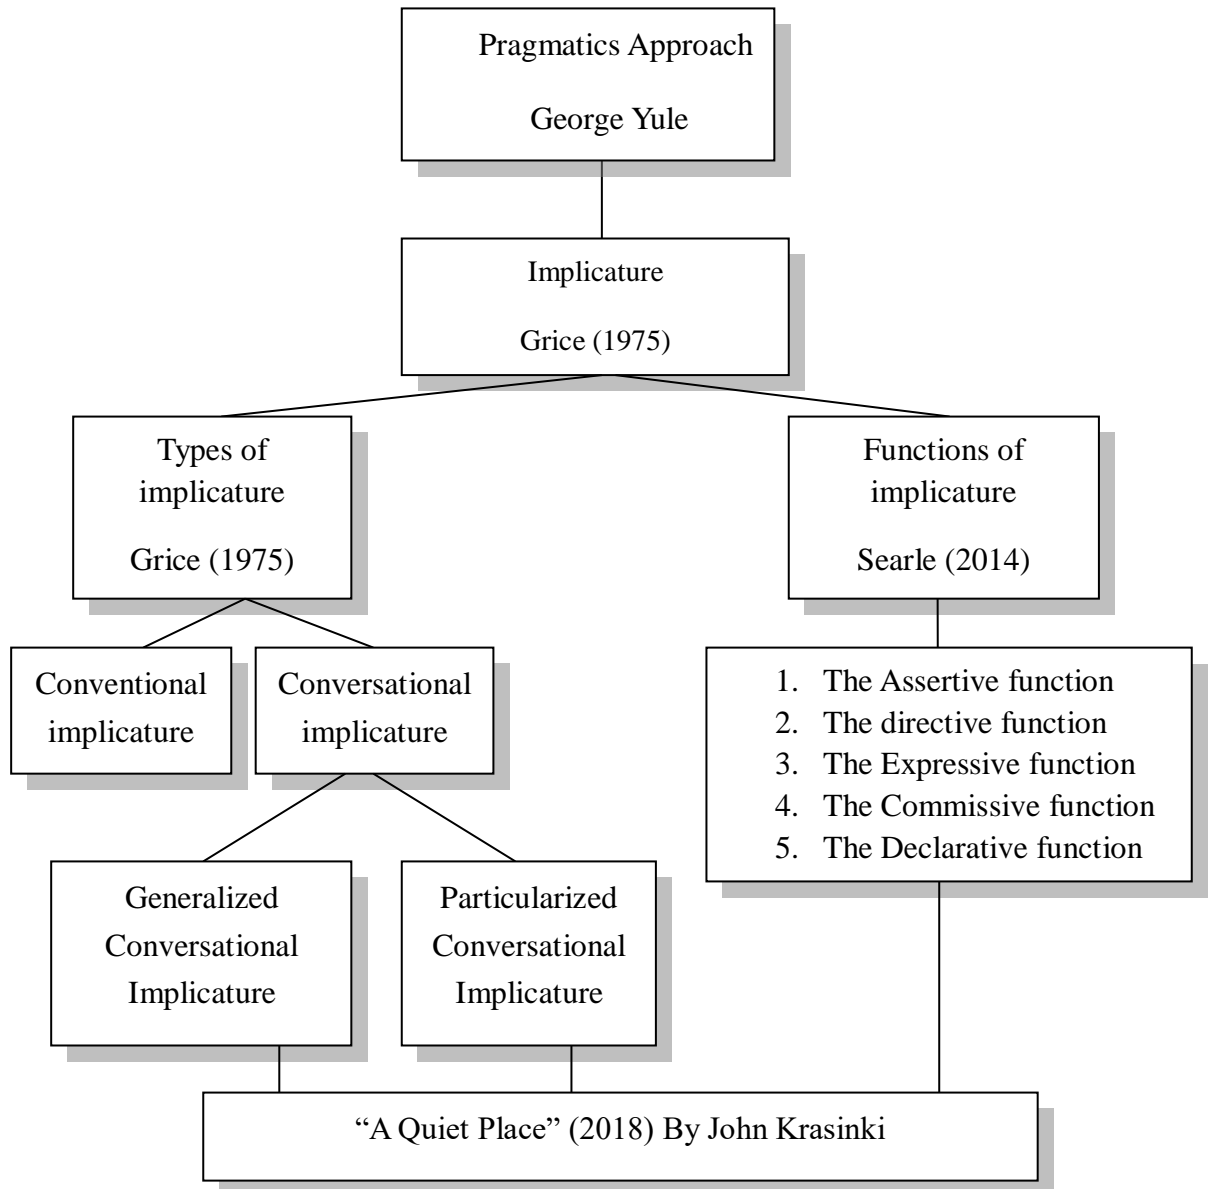 Pragmatics Approach
George Yule
Implicature
Grice (1975)
Types of
implicature
Grice (1975)
Functions of
implicature
Searle (2014)
Conventional
implicature
Conversational
implicature
1. The Assertive function
2. The directive function
3. The Expressive function
4. The Commissive function
5. The Declarative function
Generalized
Conversational
Implicature
Particularized
Conversational
Implicature
“A Quiet Place” (2018) By John Krasinki